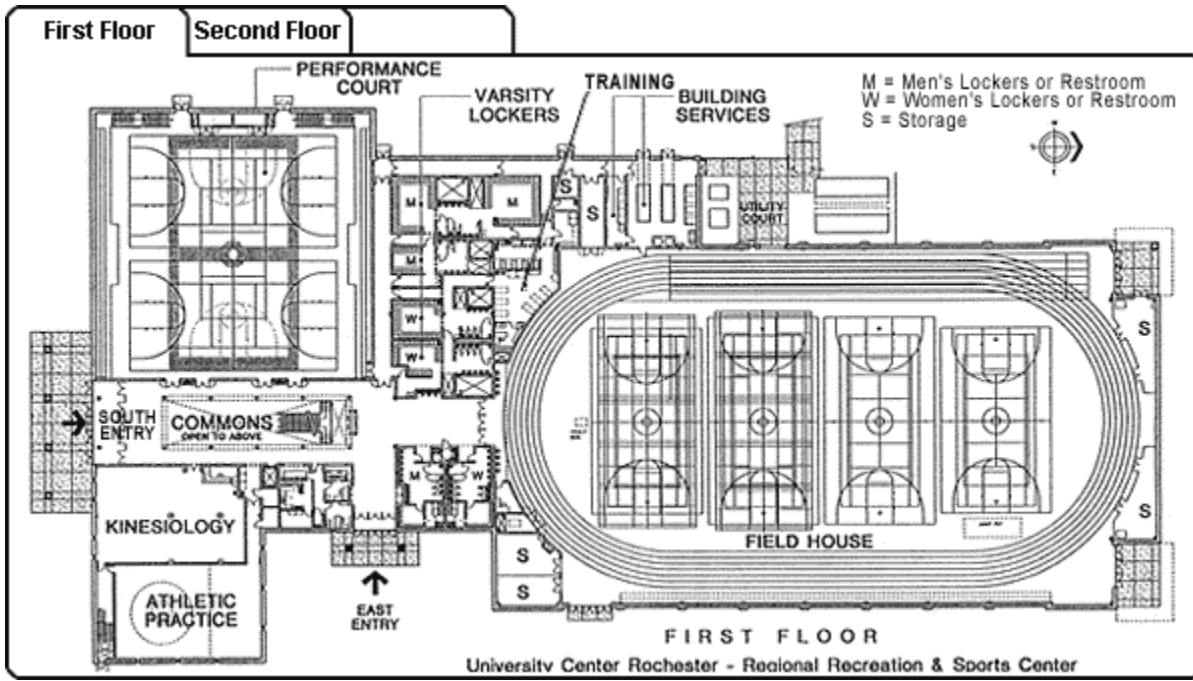 First Floor
Second Floor
PERFORMANCE
COURT
VARSITY
LOCKERS
TRAINING
BUILDING
SERVICES
M = Men's Lockers or Restroom
W = Women's Lockers or Restroom
S = Storage
M
M
S
S
UTILITY
COURT
M
W
W
S
SOUTH
ENTRY
COMMONS
OPEN TO ABOVE
M
W
S
KINESIOLOGY
FIELD HOUSE
S
S
ATHLETIC
PRACTICE
EAST
ENTRY
FIRST FLOOR
University Center Rochester - Regional Recreation & Sports Center